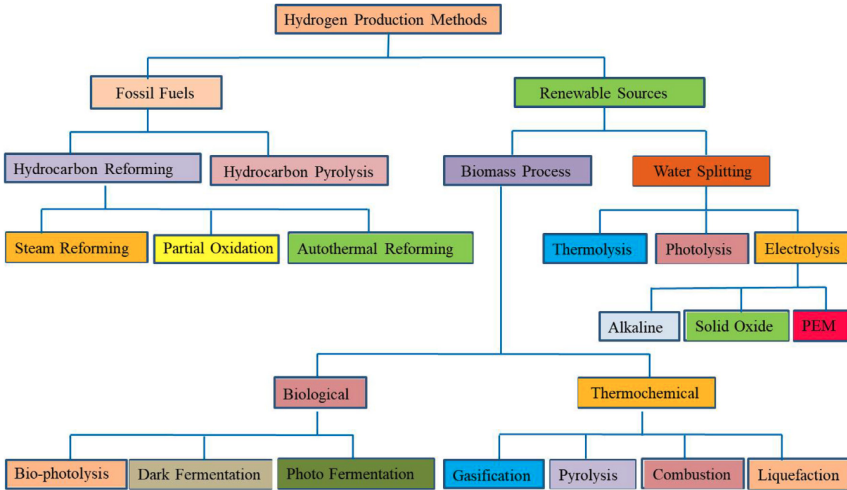 Hydrogen Production Methods
Fossil Fuels
Renewable Sources
Hydrocarbon Reforming
Hydrocarbon Pyrolysis
Biomass Process
Water Splitting
Steam Reforming
Partial Oxidation
Autothermal Reforming
Thermolysis
Photolysis
Electrolysis
Alkaline
Solid Oxide
PEM
Biological
Thermochemical
Bio-photolysis
Dark Fermentation
Photo Fermentation
Gasification
Pyrolysis
Combustion
Liquefaction